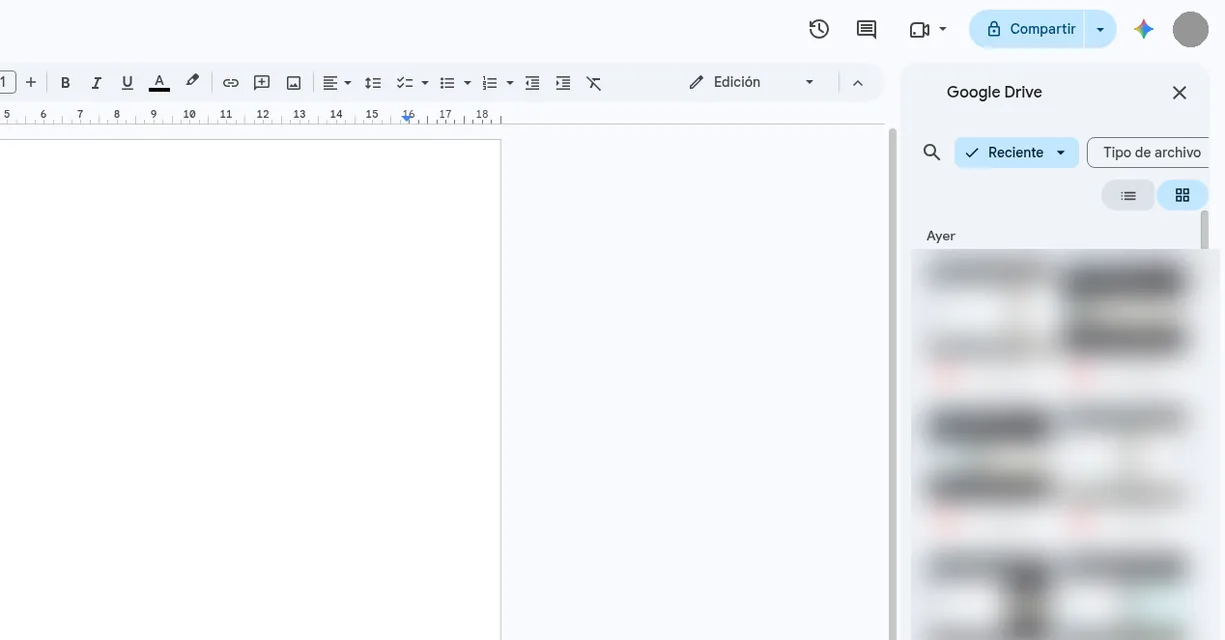 Compartir
1
Edición
Google Drive
5 6 7 8 9 10 11 12 13 14 15 16 17 18
Reciente
Tipo de archivo
Ayer